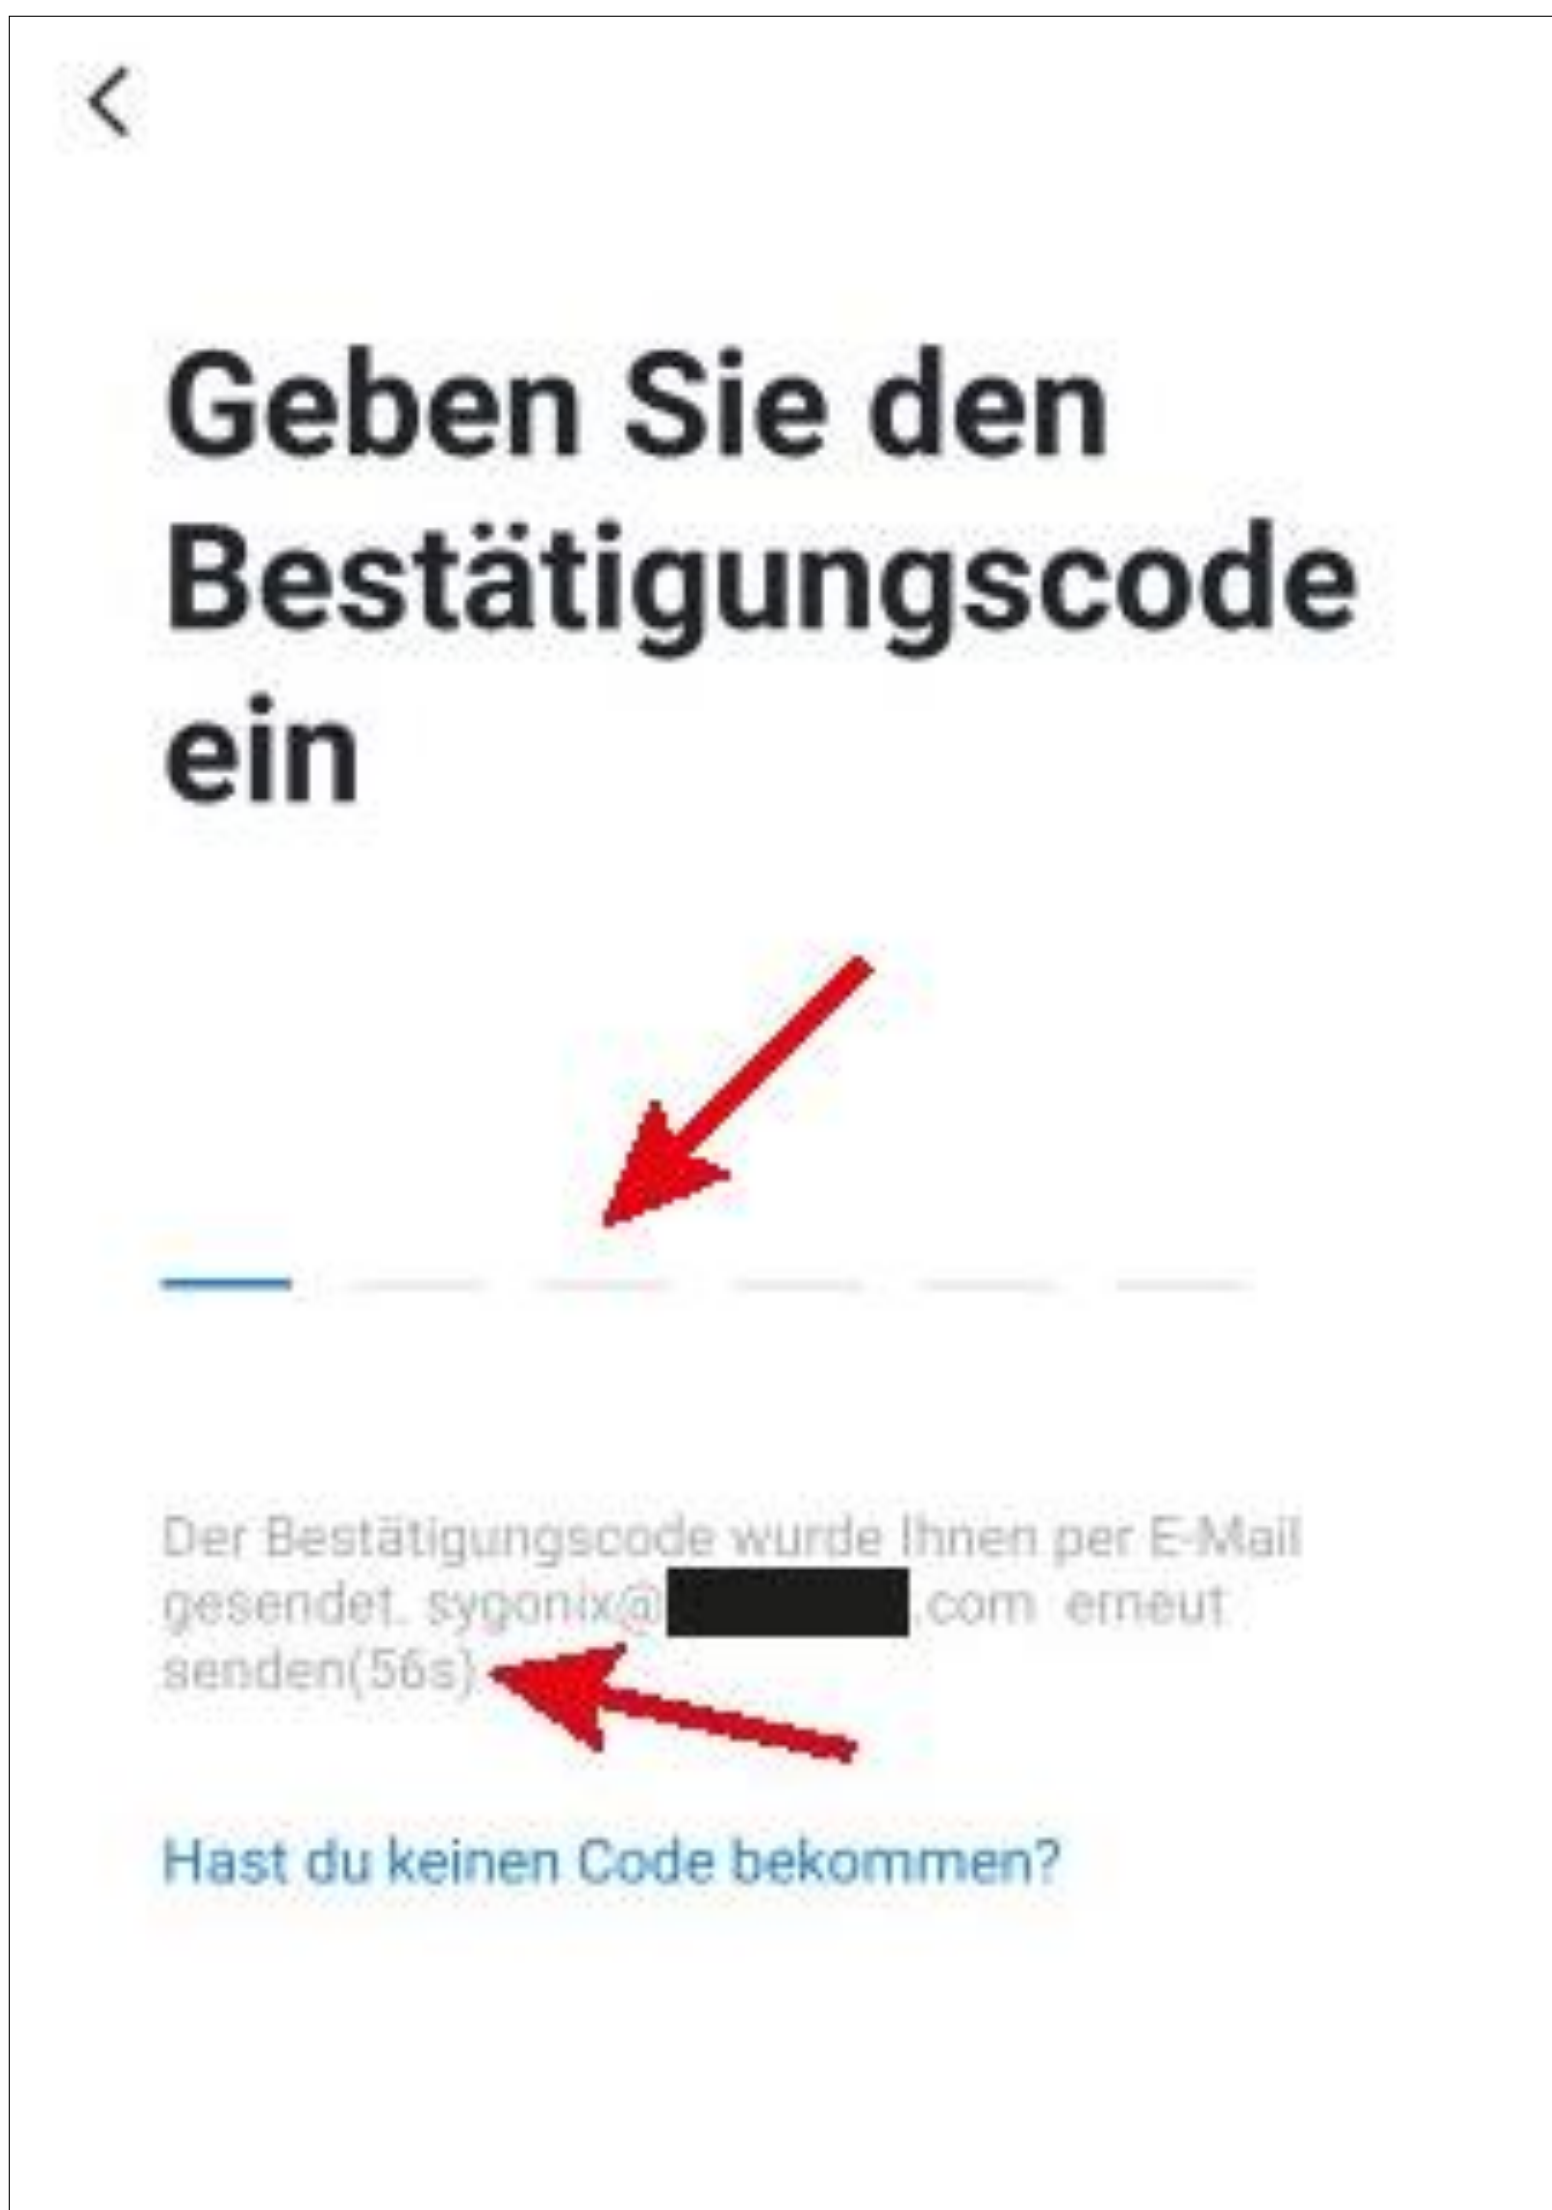 Geben Sie den
Bestätigungscode
ein
Der Bestätigungscode wurde Ihnen per E-Mail
gesendet. sygonix@ .com erneut
senden(56s)
Hast du keinen Code bekommen?